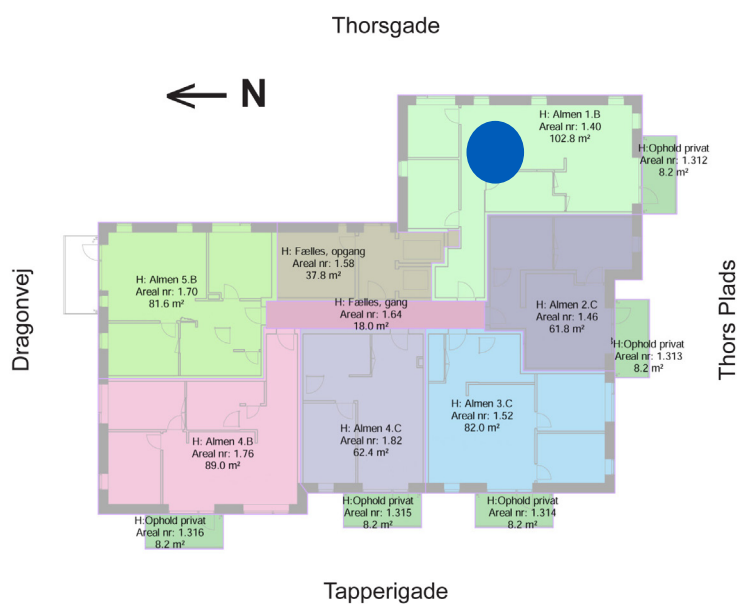 Thorsgade
N
H: Almen 1.B
Areal nr: 1.40
102.8 m²
H:Ophold privat
Areal nr: 1.312
8.2 m²
H: Fælles, opgang
Areal nr: 1.58
37.8 m²
H: Almen 5.B
Areal nr: 1.70
81.6 m²
H: Fælles, gang
Areal nr: 1.64
18.0 m²
H: Almen 2.C
Areal nr: 1.46
61.8 m²
H:Ophold privat
Areal nr: 1.313
8.2 m²
Dragonvej
Thors Plads
H: Almen 4.B
Areal nr: 1.76
89.0 m²
H: Almen 4.C
Areal nr: 1.82
62.4 m²
H: Almen 3.C
Areal nr: 1.52
82.0 m²
H:Ophold privat
Areal nr: 1.316
8.2 m²
H:Ophold privat
Areal nr: 1.315
8.2 m²
H:Ophold privat
Areal nr: 1.314
8.2 m²
Tapperigade